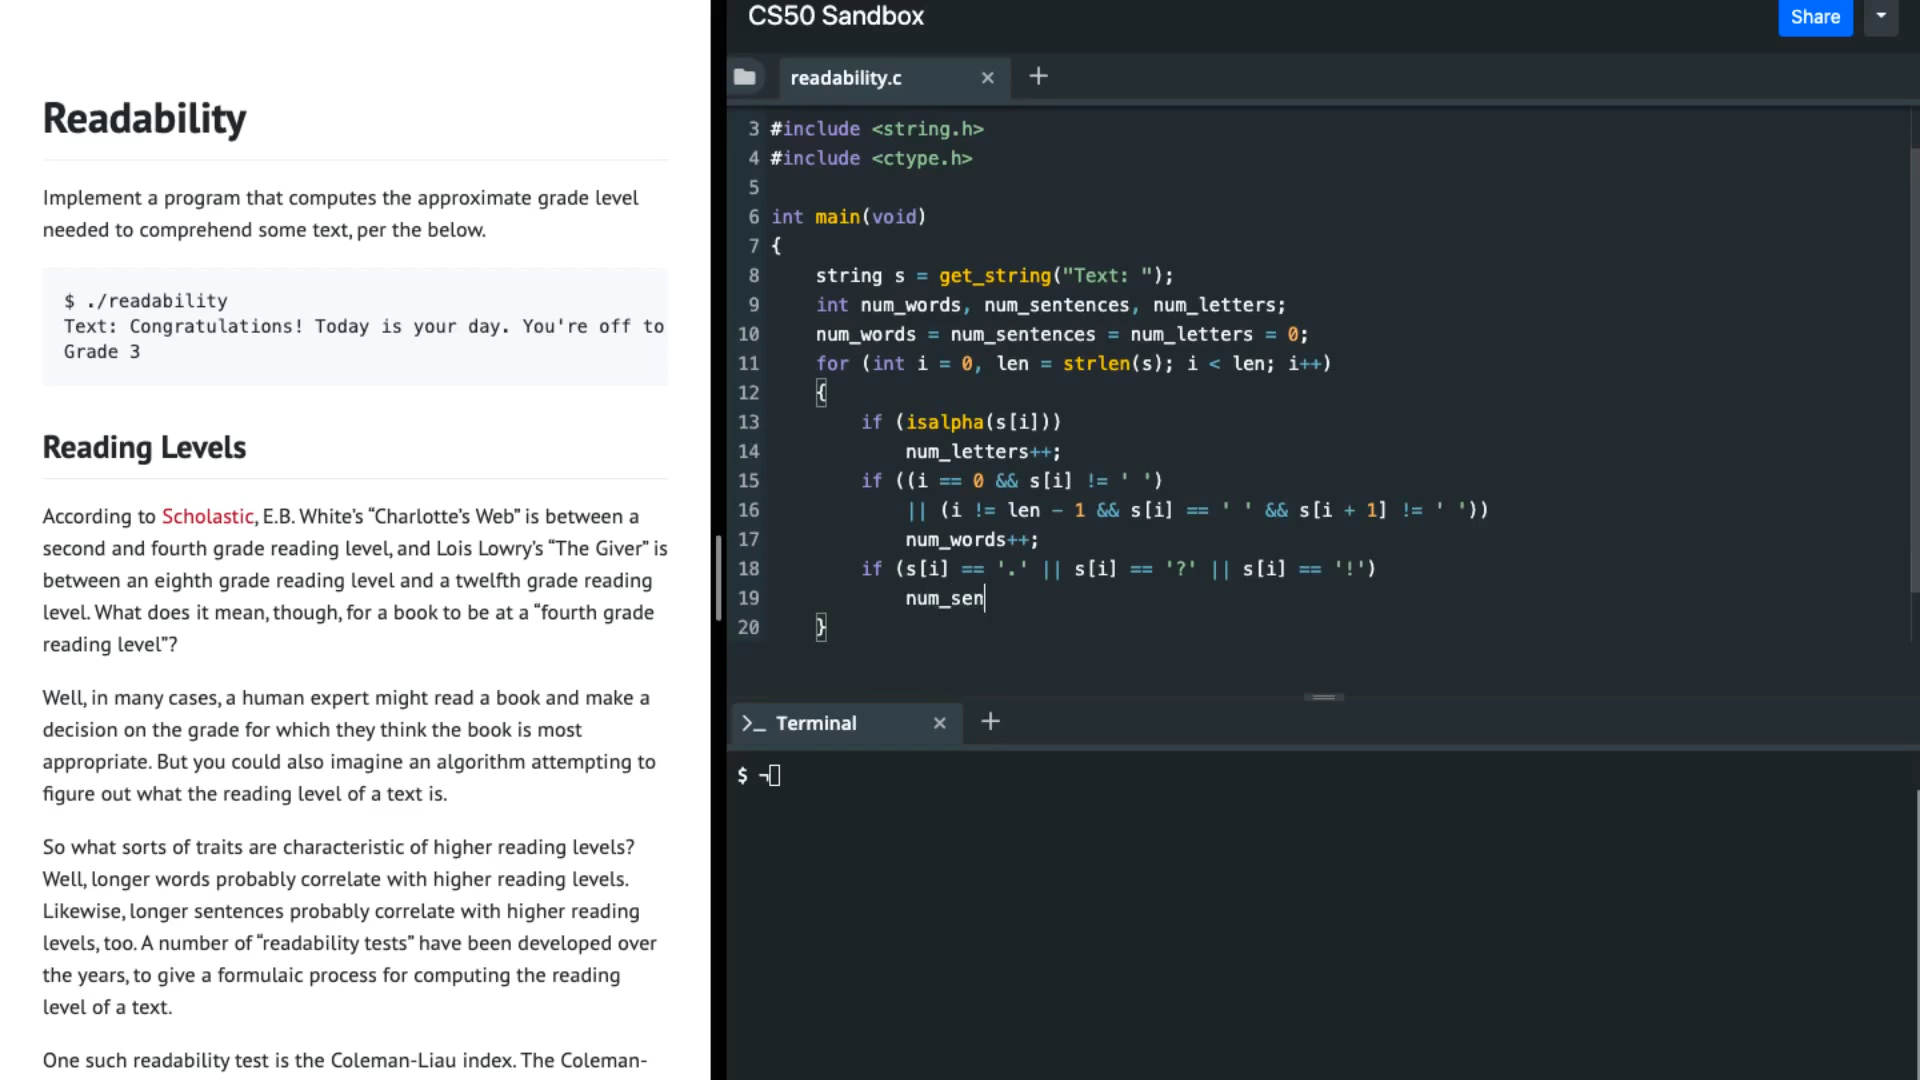 Readability
Implement a program that computes the approximate grade level
needed to comprehend some text, per the below.
$ ./readability
Text: Congratulations! Today is your day. You're off to
Grade 3
Reading Levels
According to Scholastic, E.B. White’s “Charlotte’s Web” is between a
second and fourth grade reading level, and Lois Lowry’s “The Giver” is
between an eighth grade reading level and a twelfth grade reading
level. What does it mean, though, for a book to be at a “fourth grade
reading level”?
Well, in many cases, a human expert might read a book and make a
decision on the grade for which they think the book is most
appropriate. But you could also imagine an algorithm attempting to
figure out what the reading level of a text is.
So what sorts of traits are characteristic of higher reading levels?
Well, longer words probably correlate with higher reading levels.
Likewise, longer sentences probably correlate with higher reading
levels, too. A number of “readability tests” have been developed over
the years, to give a formulaic process for computing the reading
level of a text.
One such readability test is the Coleman-Liau index. The Coleman-
CS50 Sandbox
Share
readability.c × +
3 #include <string.h>
4 #include <ctype.h>
5
6 int main(void)
7 {
8     string s = get_string("Text: ");
9     int num_words, num_sentences, num_letters;
10     num_words = num_sentences = num_letters = 0;
11     for (int i = 0, len = strlen(s); i < len; i++)
12     {
13         if (isalpha(s[i]))
14             num_letters++;
15         if ((i == 0 && s[i] != ' ')
16             || (i != len - 1 && s[i] == ' ' && s[i + 1] != ' '))
17             num_words++;
18         if (s[i] == '.' || s[i] == '?' || s[i] == '!')
19             num_sen
20     }
>_ Terminal × +
$ ¬